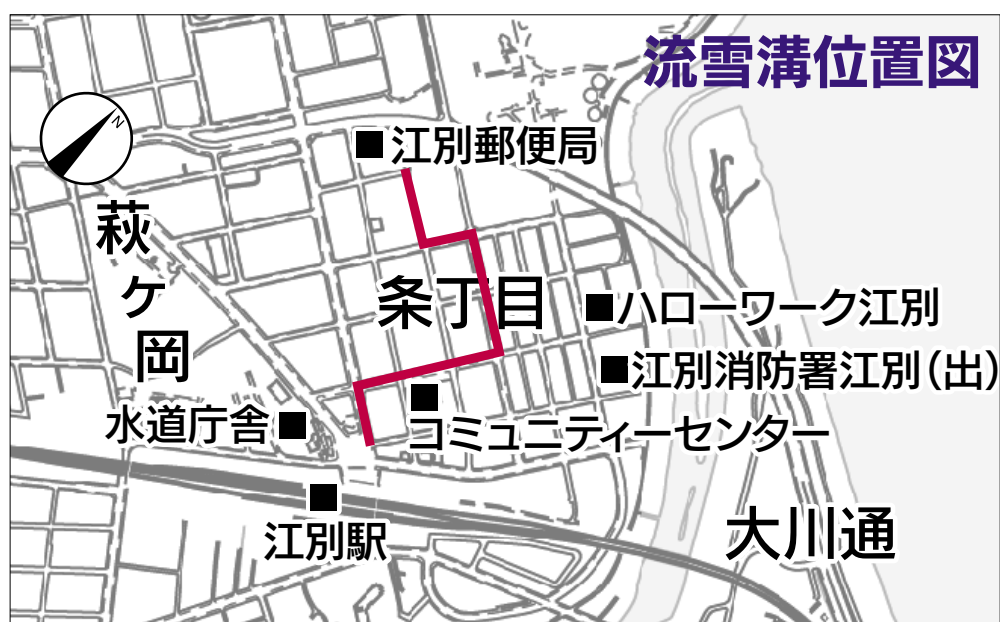 流雪溝位置図
N
■江別郵便局
萩ケ岡
条丁目
■ハローワーク江別
■江別消防署江別(出)
水道庁舎■
■
コミュニティーセンター
■
江別駅
大川通